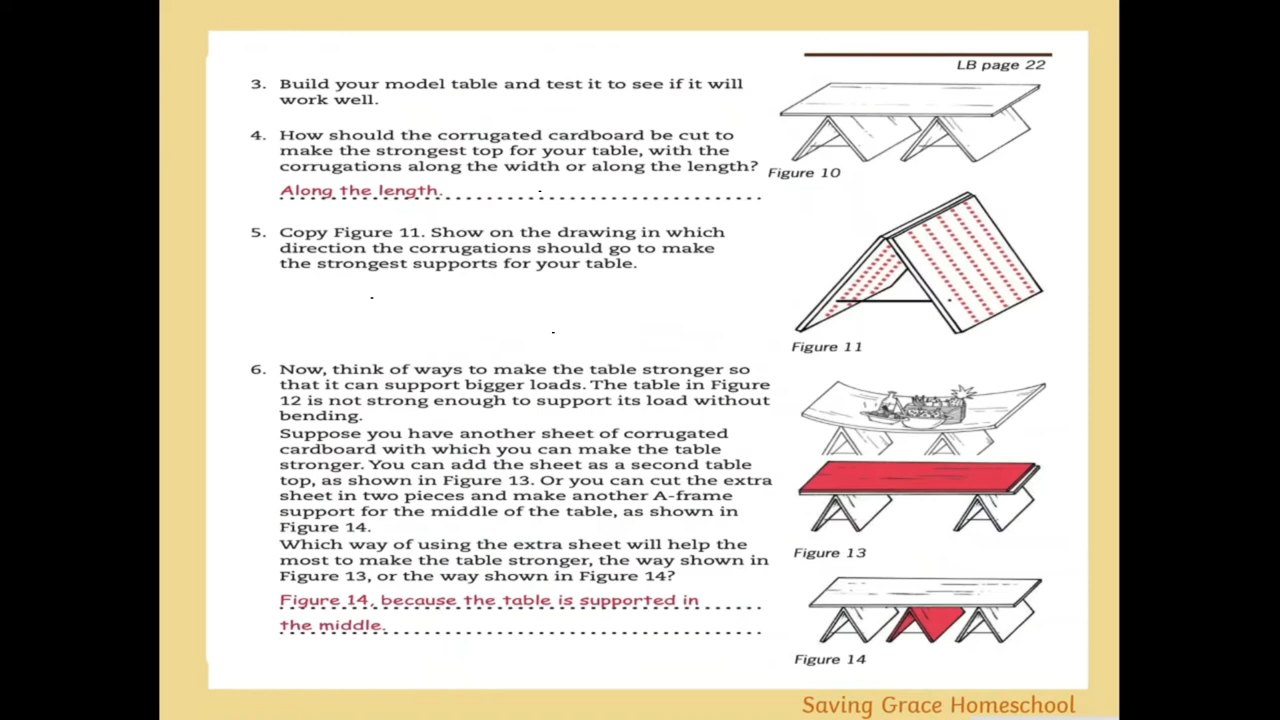 LB page 22
3. Build your model table and test it to see if it will
work well.
4. How should the corrugated cardboard be cut to
make the strongest top for your table, with the
corrugations along the width or along the length?
Along the length.
Figure 10
5. Copy Figure 11. Show on the drawing in which
direction the corrugations should go to make
the strongest supports for your table.
Figure 11
6. Now, think of ways to make the table stronger so
that it can support bigger loads. The table in Figure
12 is not strong enough to support its load without
bending.
Suppose you have another sheet of corrugated
cardboard with which you can make the table
stronger. You can add the sheet as a second table
top, as shown in Figure 13. Or you can cut the extra
sheet in two pieces and make another A-frame
support for the middle of the table, as shown in
Figure 14.
Which way of using the extra sheet will help the
most to make the table stronger, the way shown in
Figure 13, or the way shown in Figure 14?
Figure 14, because the table is supported in
the middle.
Figure 13
Figure 14
Saving Grace Homeschool